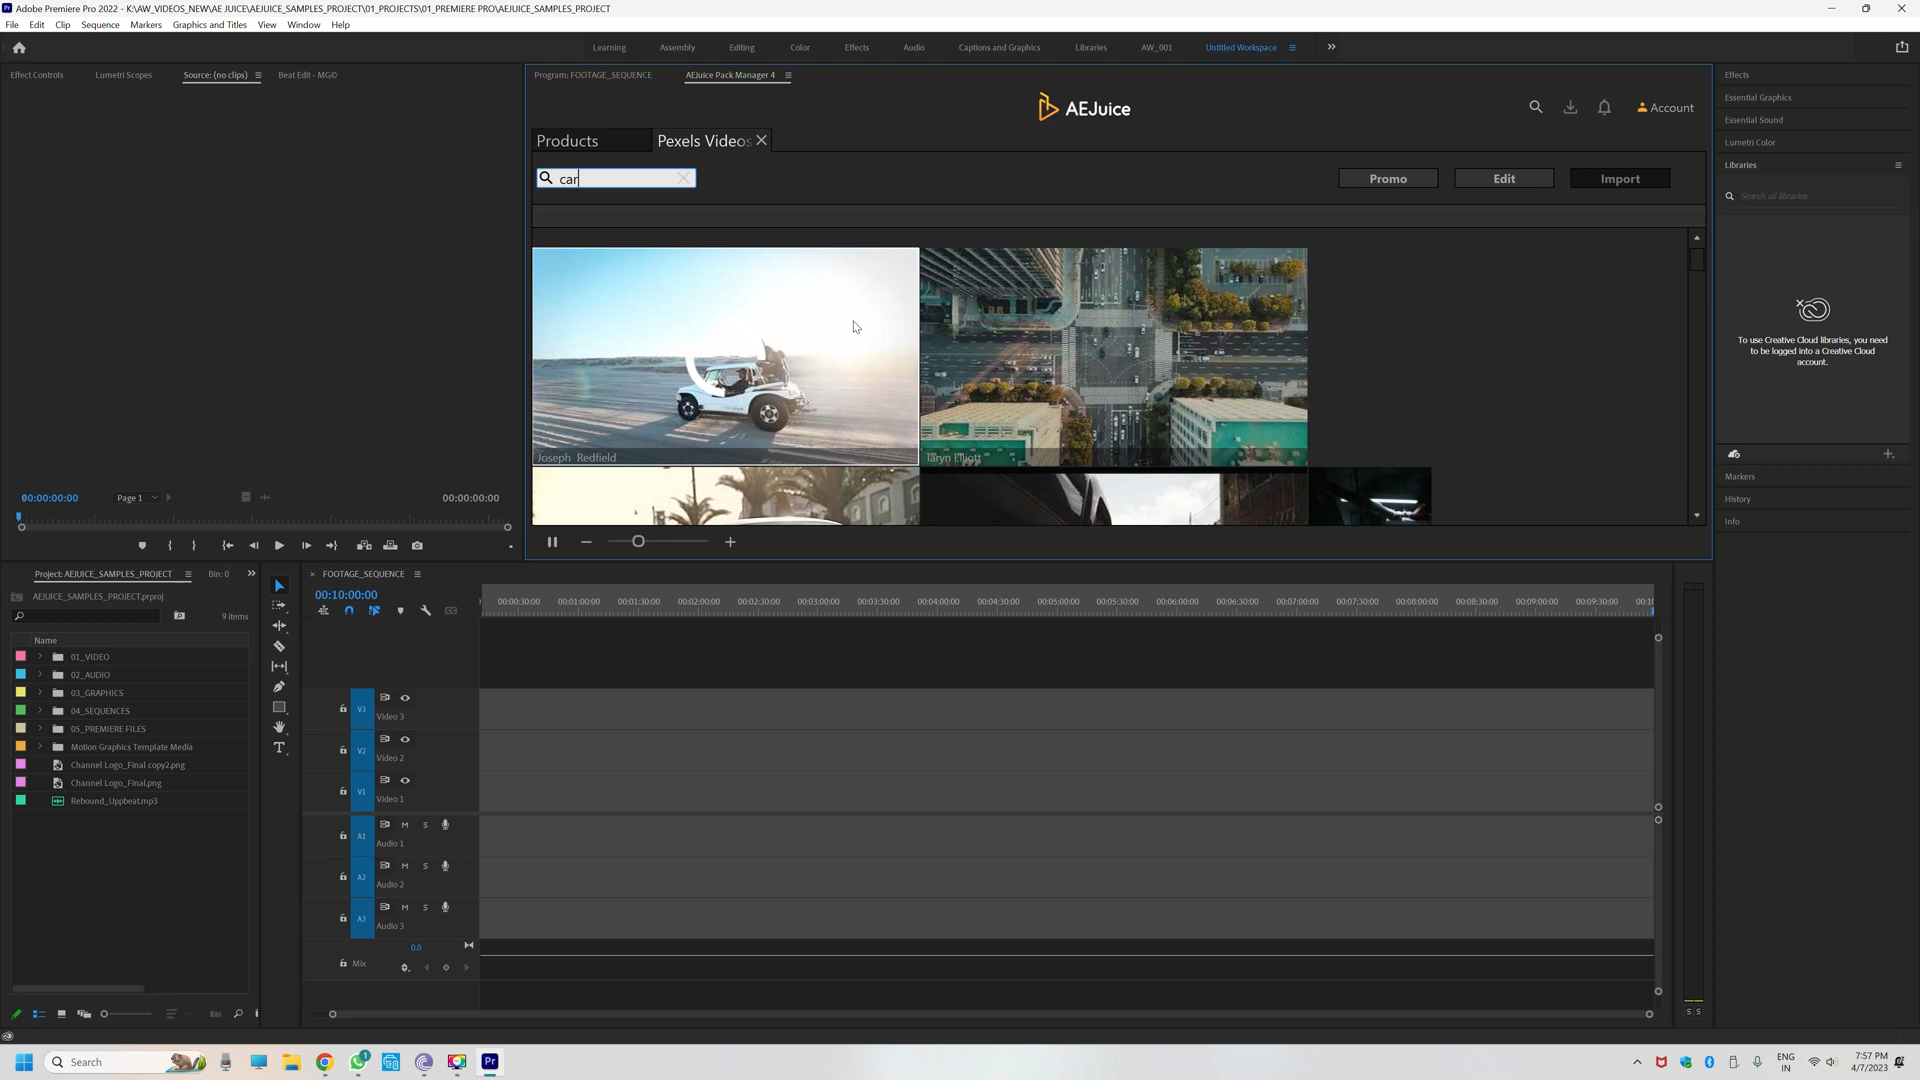 Adobe Premiere Pro 2022 - K:\AW_VIDEOS_NEW\AE JUICE\AEJUICE_SAMPLES_PROJECT\01_PROJECTS\01_PREMIERE PRO\AEJUICE_SAMPLES_PROJECT
File Edit Clip Sequence Markers Graphics and Titles View Window Help
Learning Assembly Editing Color Effects Audio Captions and Graphics Libraries AW_001 Untitled Workspace
Effect Controls Lumetri Scopes Source: (no clips) Beat Edit - MG©
Program: FOOTAGE_SEQUENCE AEJuice Pack Manager 4
AEJuice
Account
Products Pexels Videos
car
Promo Edit Import
Joseph Redfield
Taryn Elliott
00:00:00:00 Page 1 00:00:00:00
Effects
Essential Graphics
Essential Sound
Lumetri Color
Libraries
Search all libraries
To use Creative Cloud libraries, you need
to be logged into a Creative Cloud
account.
Markers
History
Info
Project: AEJUICE_SAMPLES_PROJECT Bin: 0
AEJUICE_SAMPLES_PROJECT.prproj
9 items
Name
01_VIDEO
02_AUDIO
03_GRAPHICS
04_SEQUENCES
05_PREMIERE FILES
Motion Graphics Template Media
Channel Logo_Final copy2.png
Channel Logo_Final.png
Rebound_Uppbeat.mp3
FOOTAGE_SEQUENCE
00:10:00:00
00:00:30:00 00:01:00:00 00:01:30:00 00:02:00:00 00:02:30:00 00:03:00:00 00:03:30:00 00:04:00:00 00:04:30:00 00:05:00:00 00:05:30:00 00:06:00:00 00:06:30:00 00:07:00:00 00:07:30:00 00:08:00:00 00:08:30:00 00:09:00:00 00:09:30:00 00:10
V3
Video 3
V2
Video 2
V1
Video 1
A1 M S
Audio 1
A2 M S
Audio 2
A3 M S
Audio 3
0.0
Mix
S S
Search
1
Pr
ENG
IN
7:57 PM
4/7/2023